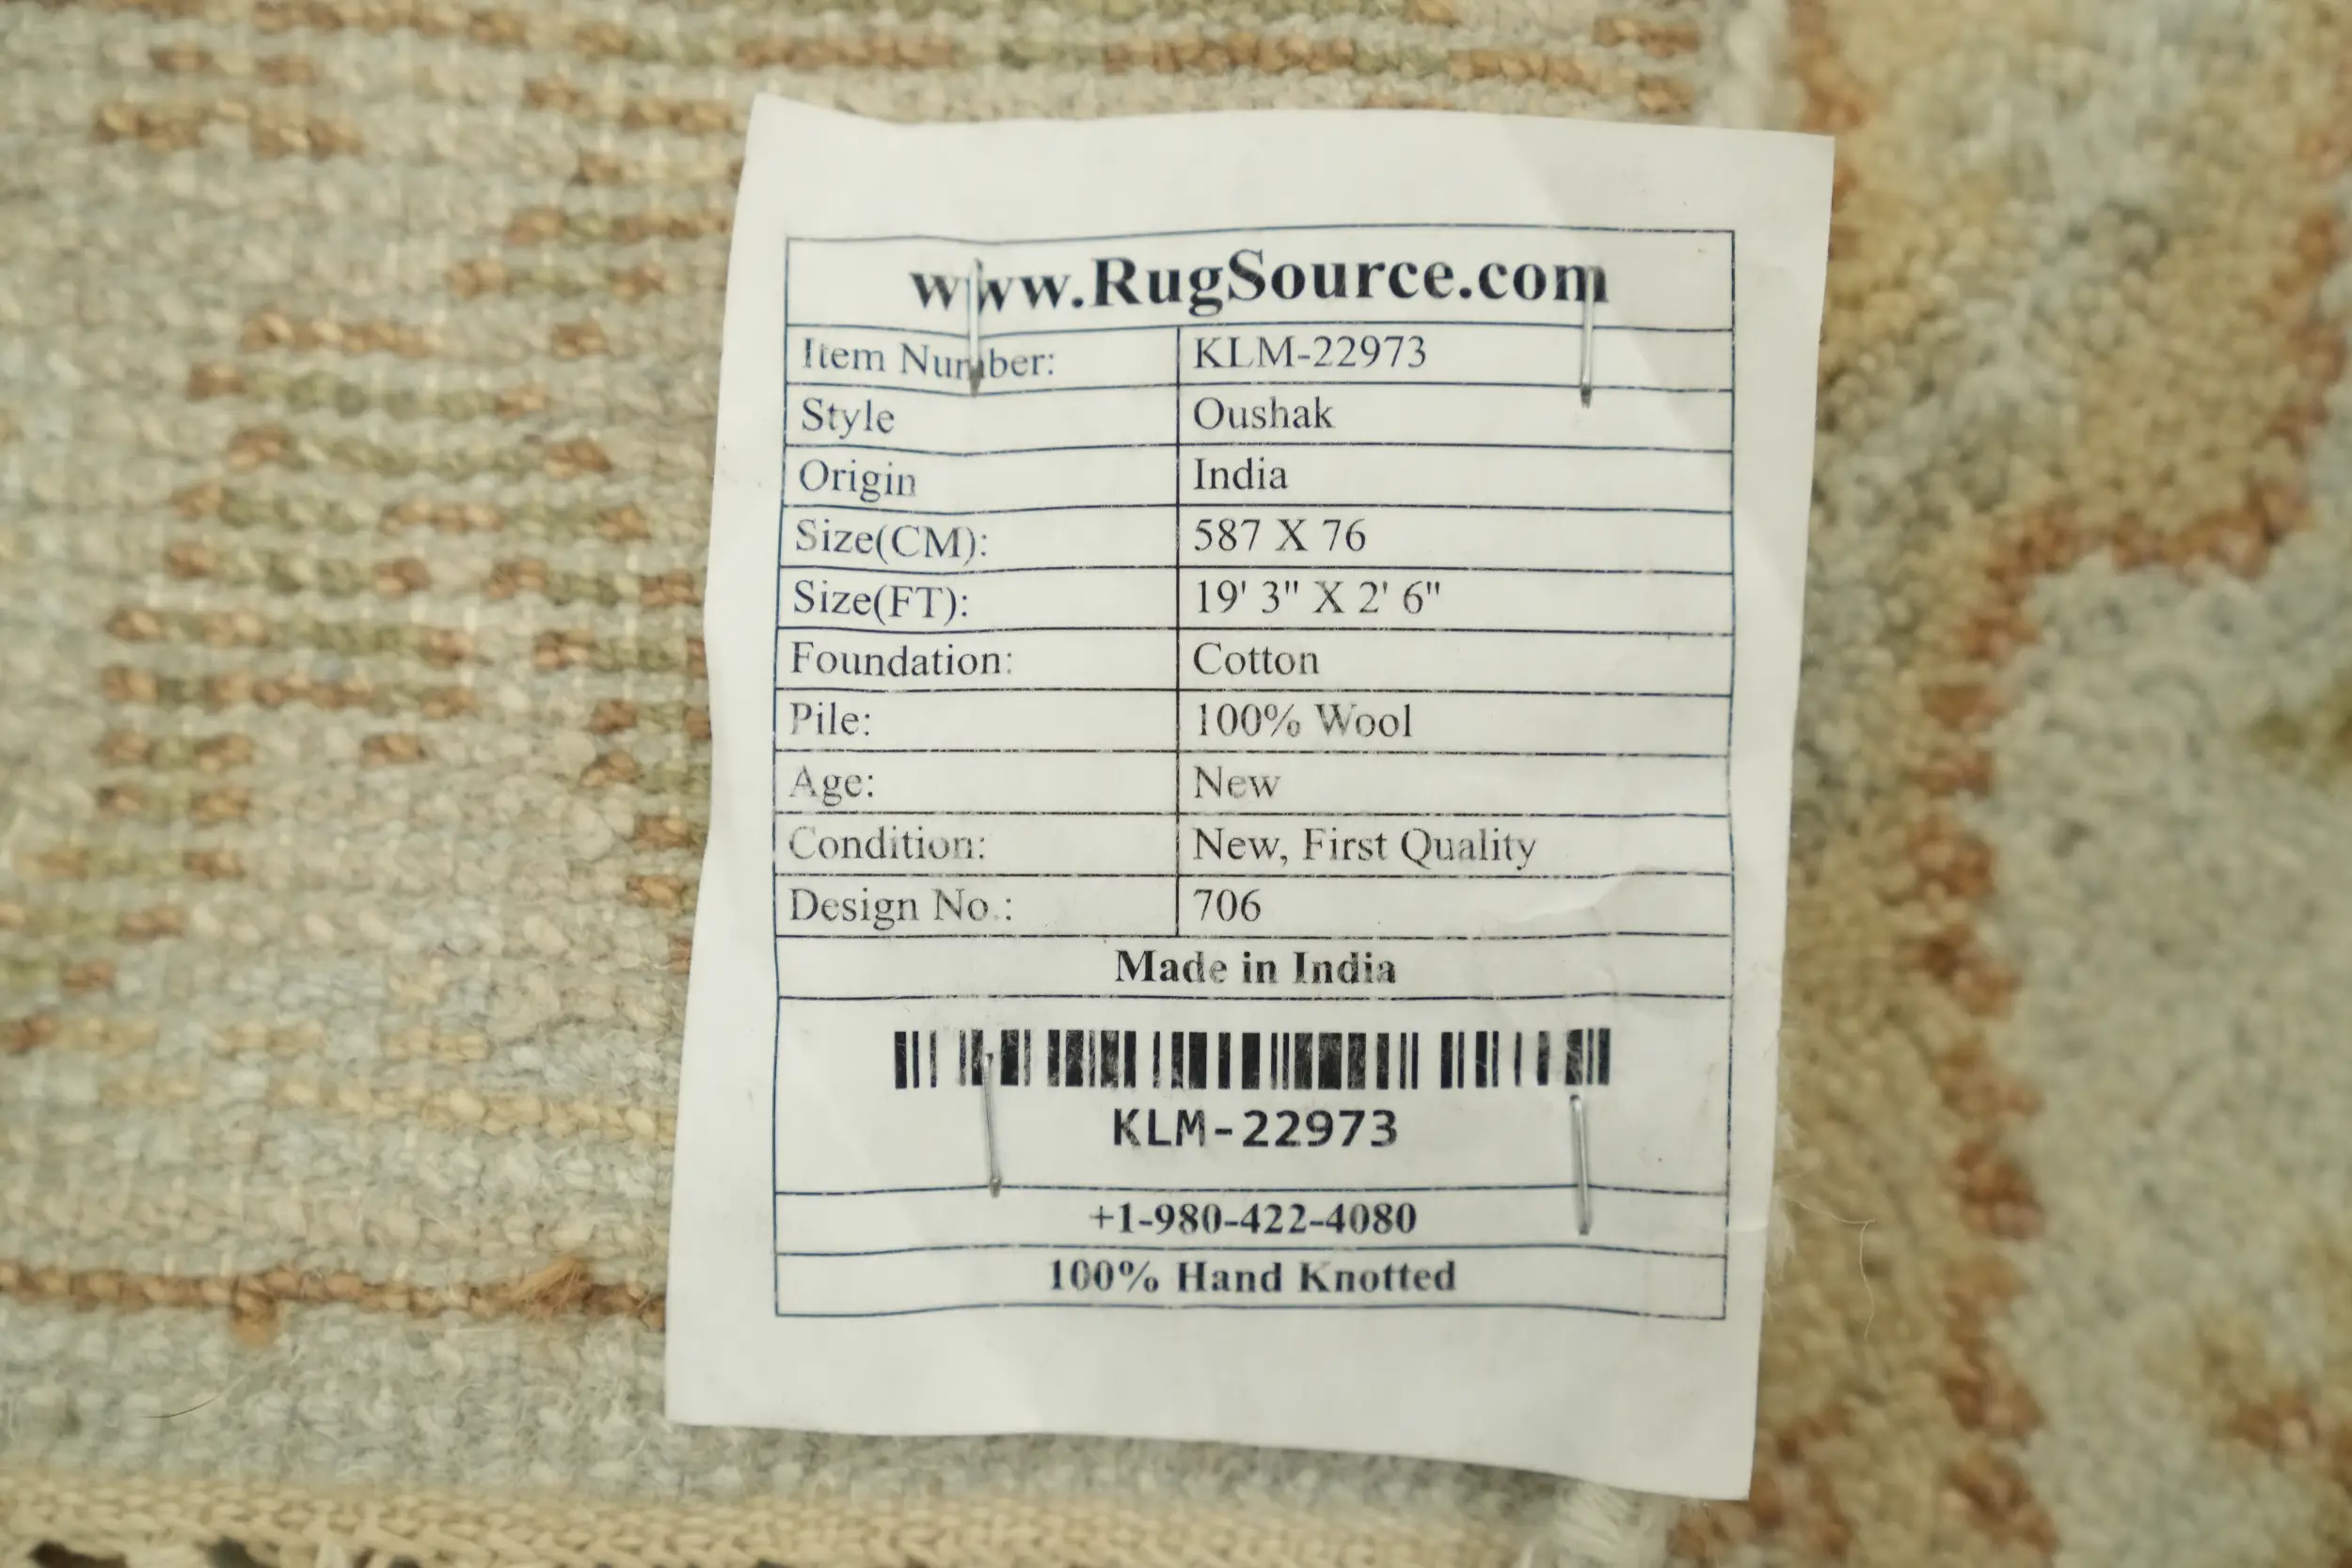 www.RugSource.com
Item Number: KLM-22973
Style Oushak
Origin India
Size(CM): 587 X 76
Size(FT): 19' 3" X 2' 6"
Foundation: Cotton
Pile: 100% Wool
Age: New
Condition: New, First Quality
Design No.: 706
Made in India
KLM-22973
+1-980-422-4080
100% Hand Knotted